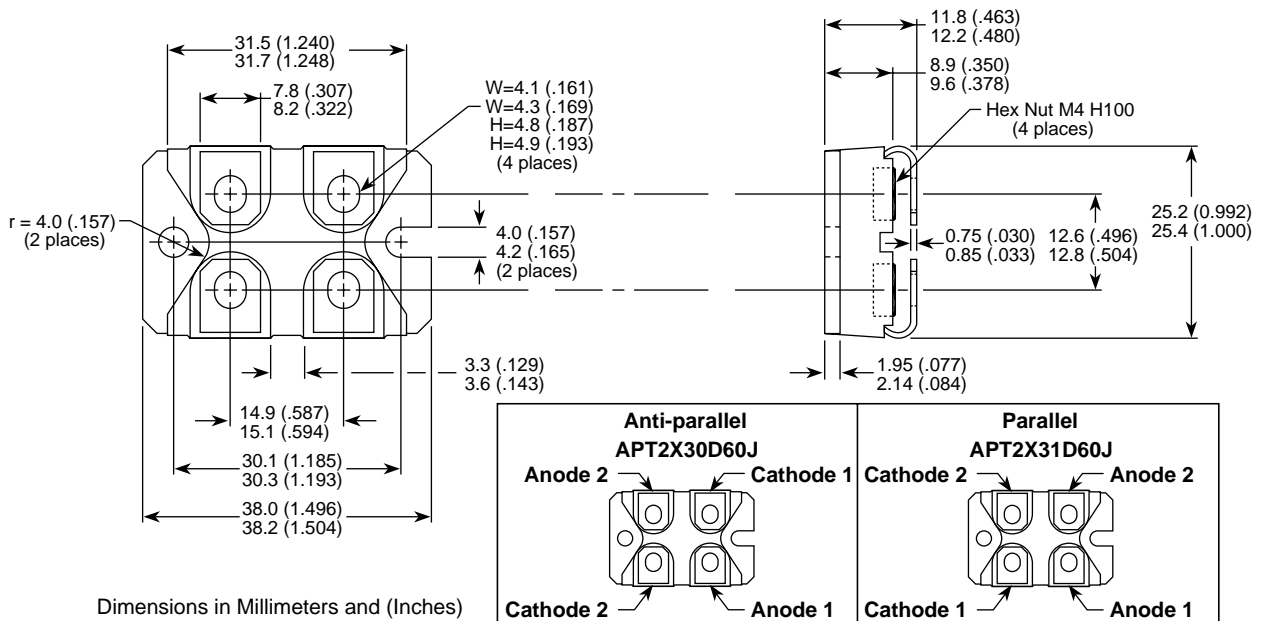 31.5 (1.240)
31.7 (1.248)
7.8 (.307)
8.2 (.322)
W=4.1 (.161)
W=4.3 (.169)
H=4.8 (.187)
H=4.9 (.193)
(4 places)
r = 4.0 (.157)
(2 places)
4.0 (.157)
4.2 (.165)
(2 places)
3.3 (.129)
3.6 (.143)
14.9 (.587)
15.1 (.594)
30.1 (1.185)
30.3 (1.193)
38.0 (1.496)
38.2 (1.504)
11.8 (.463)
12.2 (.480)
8.9 (.350)
9.6 (.378)
Hex Nut M4 H100
(4 places)
0.75 (.030)
0.85 (.033)
12.6 (.496)
12.8 (.504)
25.2 (0.992)
25.4 (1.000)
1.95 (.077)
2.14 (.084)
Anti-parallel
APT2X30D60J
Anode 2
Cathode 1
Cathode 2
Anode 1
Parallel
APT2X31D60J
Cathode 2
Anode 2
Cathode 1
Anode 1
Dimensions in Millimeters and (Inches)